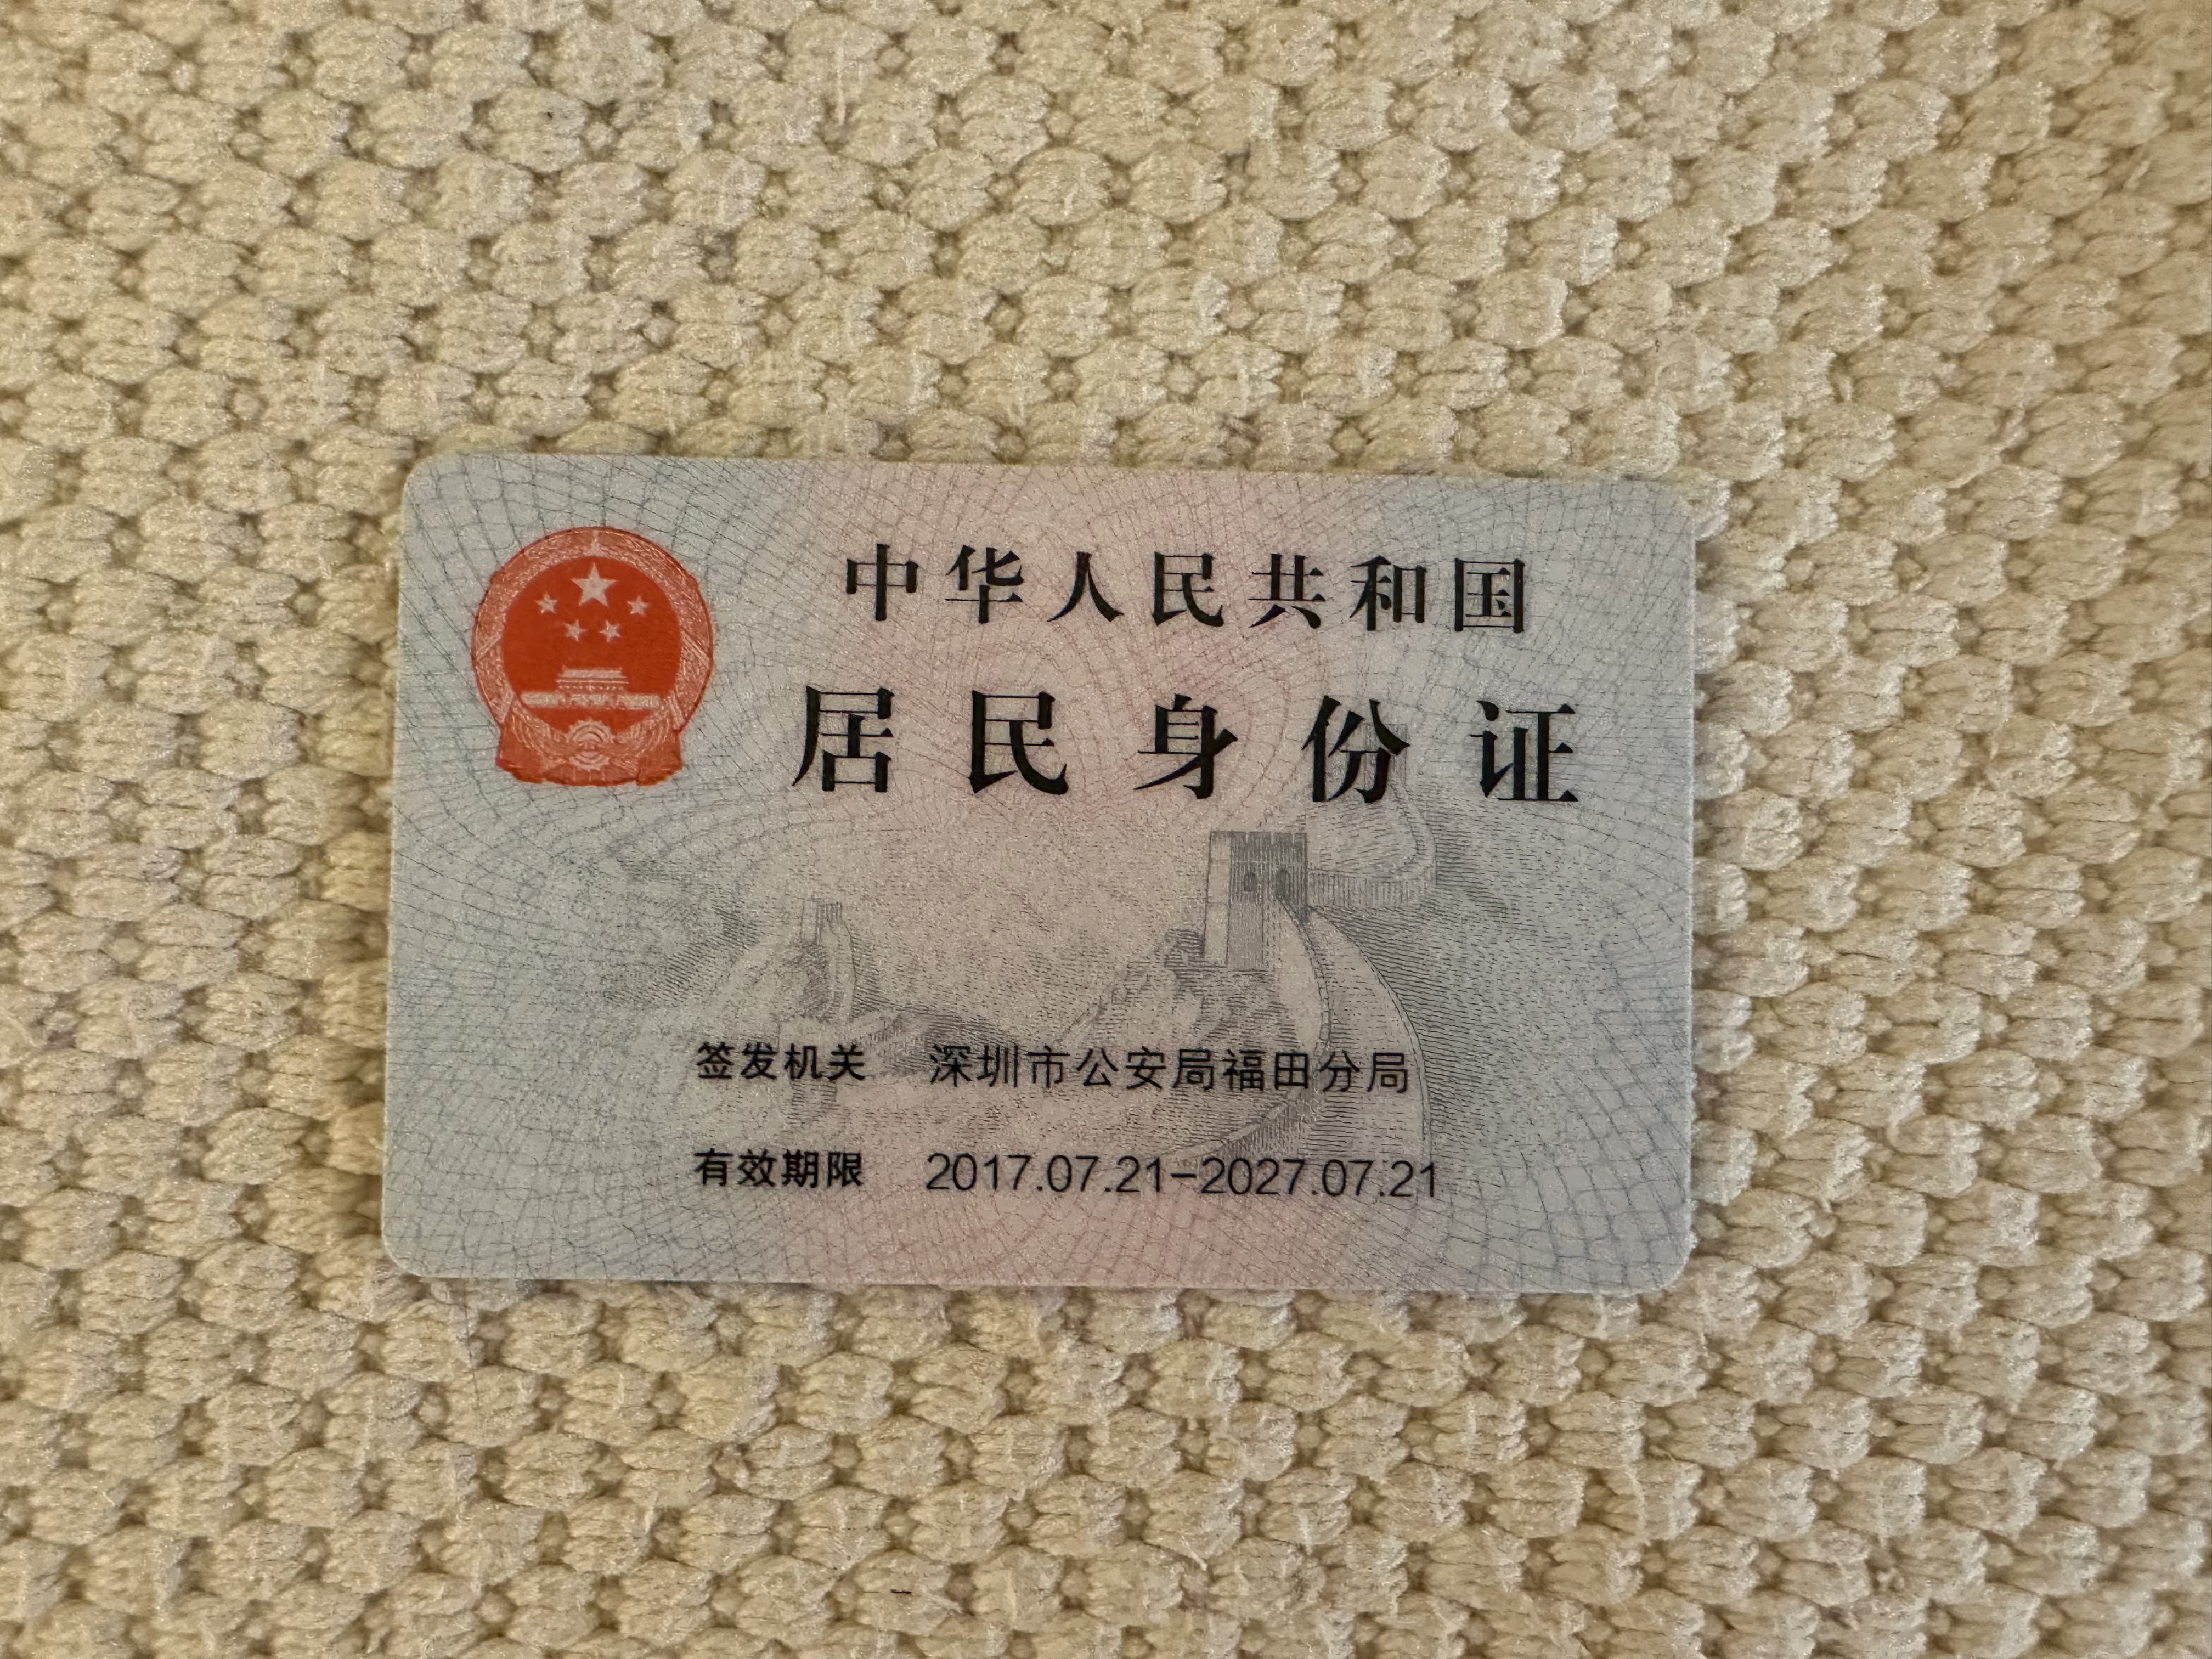 中华人民共和国
居民身份证
签发机关 深圳市公安局福田分局
有效期限 2017.07.21-2027.07.21